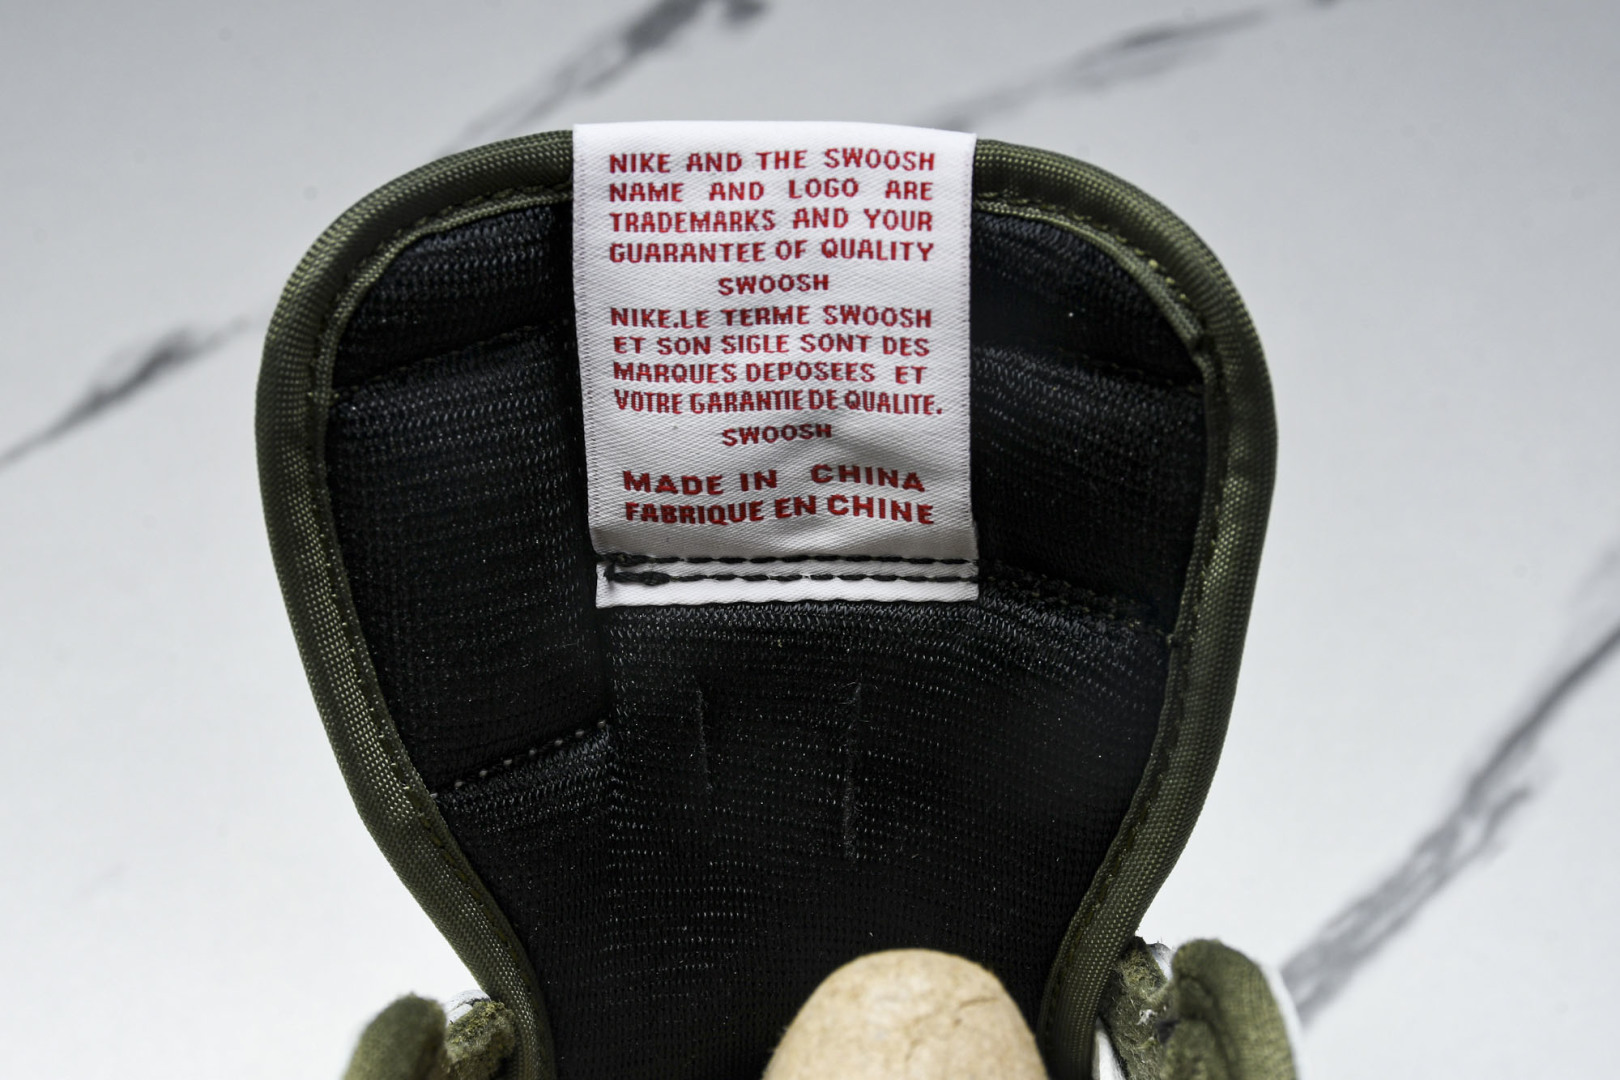 NIKE AND THE SWOOSH
NAME AND LOGO ARE
TRADEMARKS AND YOUR
GUARANTEE OF QUALITY
SWOOSH
NIKE.LE TERME SWOOSH
ET SON SIGLE SONT DES
MARQUES DEPOSEES ET
VOTRE GARANTIE DE QUALITE.
SWOOSH
MADE IN CHINA
FABRIQUE EN CHINE